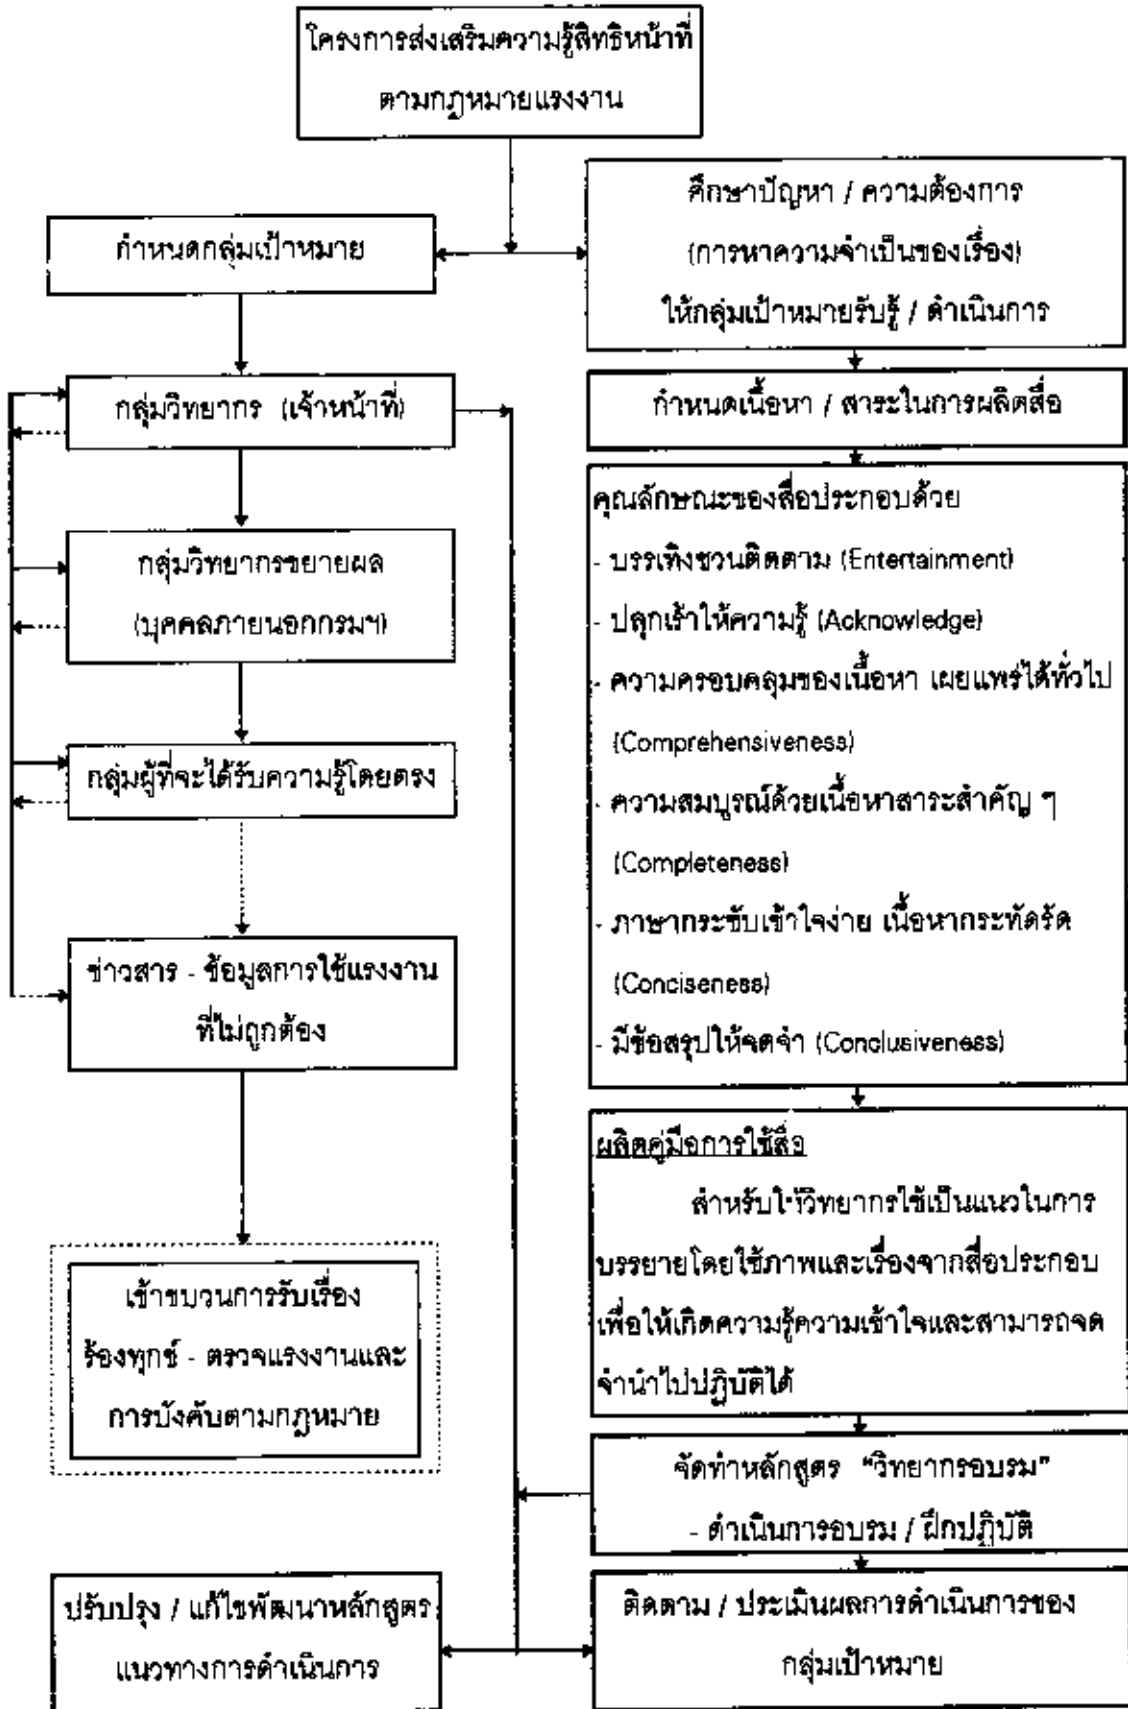 โครงการส่งเสริมความรู้สิทธิหน้าที่
ตามกฎหมายแรงงาน
กำหนดกลุ่มเป้าหมาย
ศึกษาปัญหา / ความต้องการ
(การหาความจำเป็นของเรื่อง)
ให้กลุ่มเป้าหมายรับรู้ / ดำเนินการ
กลุ่มวิทยากร (เจ้าหน้าที่)
กำหนดเนื้อหา / สาระในการผลิตสื่อ
กลุ่มวิทยากรขยายผล
(บุคคลภายนอกกรมฯ)
กลุ่มผู้ที่จะได้รับความรู้โดยตรง
ข่าวสาร - ข้อมูลการใช้แรงงาน
ที่ไม่ถูกต้อง
เข้าขบวนการรับเรื่อง
ร้องทุกข์ - ตรวจแรงงานและ
การบังคับตามกฎหมาย
คุณลักษณะของสื่อประกอบด้วย
- บรรเทิงชวนติดตาม (Entertainment)
- ปลุกเร้าให้ความรู้ (Acknowledge)
- ความครอบคลุมของเนื้อหา เผยแพร่ได้ทั่วไป
(Comprehensiveness)
- ความสมบูรณ์ด้วยเนื้อหาสาระสำคัญ ๆ
(Completeness)
- ภาษากระชับเข้าใจง่าย เนื้อหากระทัดรัด
(Conciseness)
- มีข้อสรุปให้จดจำ (Conclusiveness)
ผลิตคู่มือการใช้สื่อ
สำหรับให้วิทยากรใช้เป็นแนวในการ
บรรยายโดยใช้ภาพและเรื่องจากสื่อประกอบ
เพื่อให้เกิดความรู้ความเข้าใจและสามารถจด
จำนำไปปฏิบัติได้
จัดทำหลักสูตร "วิทยากรอบรม"
- ดำเนินการอบรม / ฝึกปฏิบัติ
ปรับปรุง / แก้ไขพัฒนาหลักสูตร
แนวทางการดำเนินการ
ติดตาม / ประเมินผลการดำเนินการของ
กลุ่มเป้าหมาย